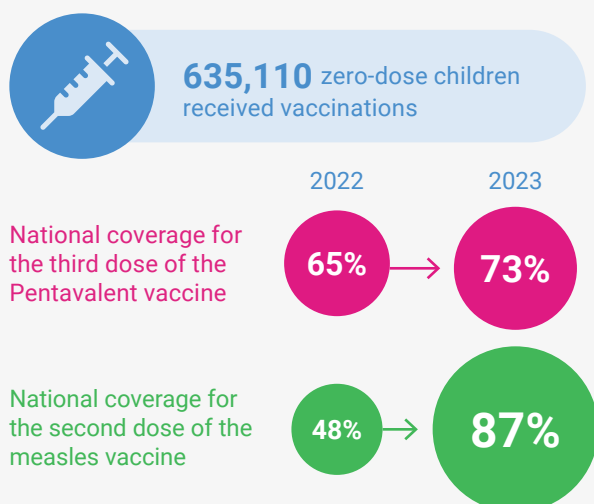 635,110 zero-dose children
received vaccinations
2022 2023
National coverage for
the third dose of the
Pentavalent vaccine
65% 73%
National coverage for
the second dose of the
measles vaccine
48% 87%